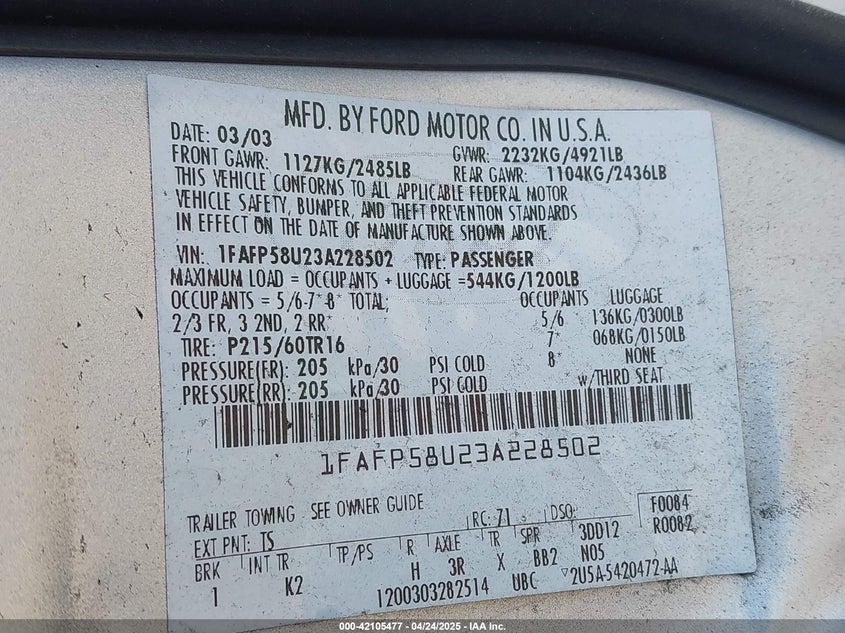 MFD. BY FORD MOTOR CO. IN U.S.A.
DATE: 03/03 GVWR: 2232KG/4921LB
FRONT GAWR: 1127KG/2485LB REAR GAWR: 1104KG/2436LB
THIS VEHICLE CONFORMS TO ALL APPLICABLE FEDERAL MOTOR
VEHICLE SAFETY, BUMPER, AND THEFT PREVENTION STANDARDS
IN EFFECT ON THE DATE OF MANUFACTURE SHOWN ABOVE.
VIN: 1FAFP58U23A228502 TYPE: PASSENGER
MAXIMUM LOAD = OCCUPANTS + LUGGAGE =544KG/1200LB
OCCUPANTS = 5/6-7*-8* TOTAL; OCCUPANTS LUGGAGE
2/3 FR, 3 2ND, 2 RR* 5/6 136KG/0300LB
TIRE: P215/60TR16 7* 068KG/0150LB
PRESSURE(FR): 205 kPa/30 PSI COLD 8* NONE
PRESSURE(RR): 205 kPa/30 PSI COLD w/THIRD SEAT
1FAFP58U23A228502
TRAILER TOWING SEE OWNER GUIDE F0084
EXT PNT: TS RC: 71 DSO: R0082
BRK INT TR TP/PS R AXLE TR SPR 3DD12
1 K2 H 3R X BB2 N05
1200303282514 UBC ▽2U5A-5420472-AA
000-42105477 - 04/24/2025 - IAA Inc.